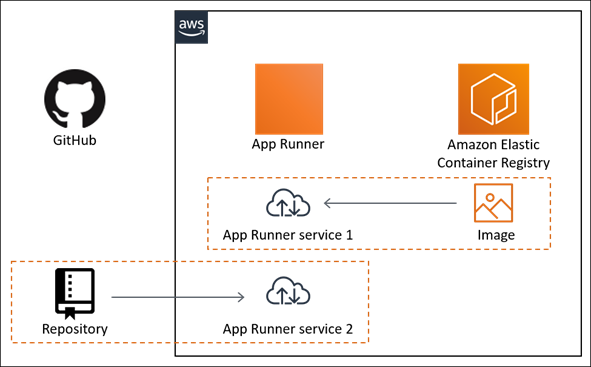 aws
GitHub
App Runner
Amazon Elastic
Container Registry
App Runner service 1
Image
Repository
App Runner service 2